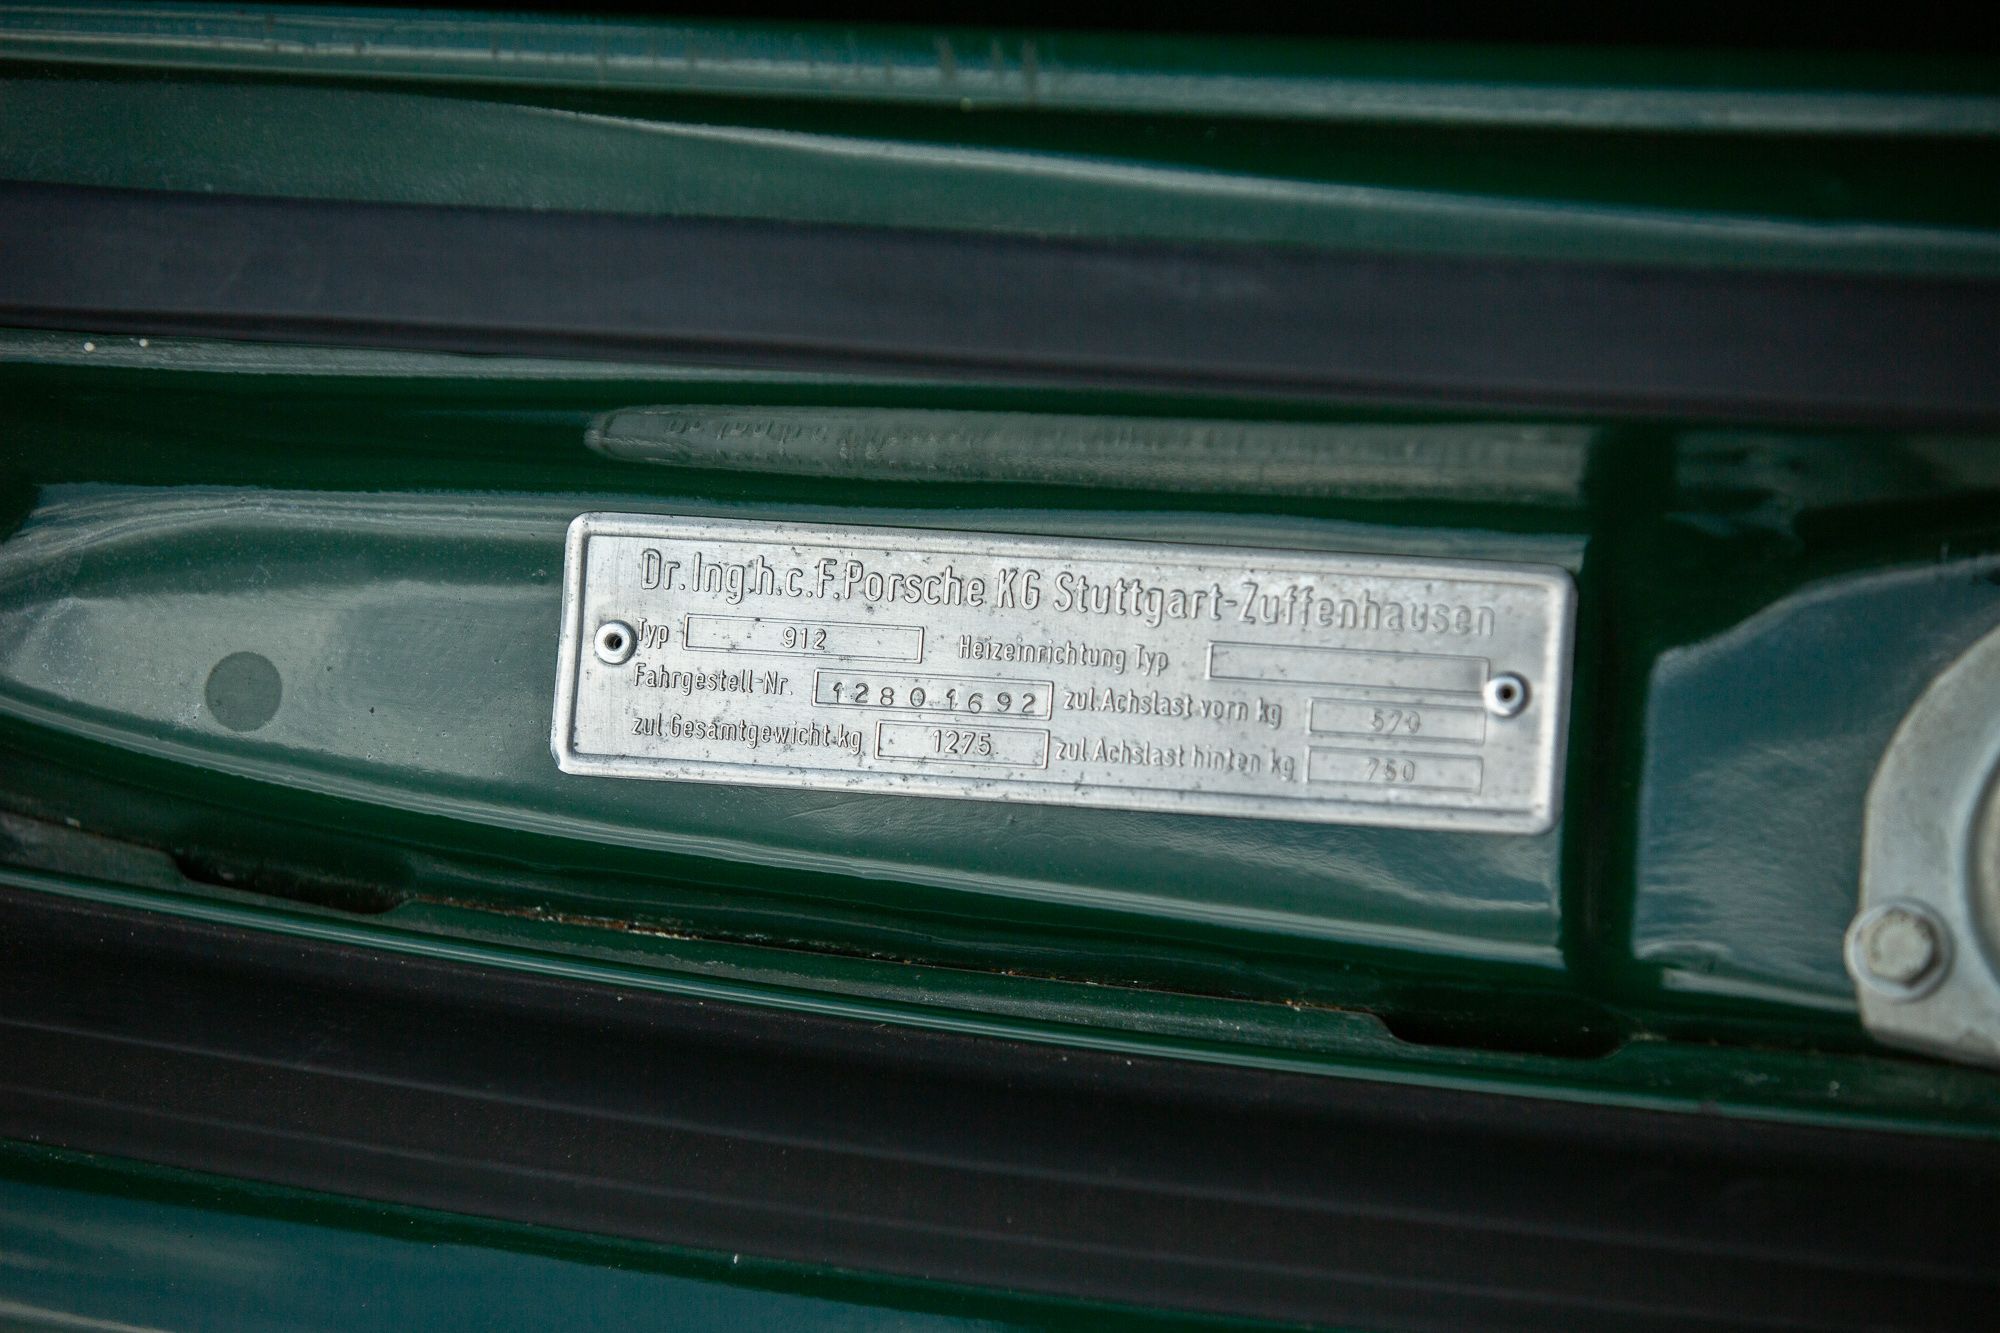 Dr. Ing.h.c.F.Porsche KG Stuttgart-Zuffenhausen
Typ 912 Heizeinrichtung Typ
Fahrgestell-Nr. 12801692 zul.Achslast vorn kg 570
zul.Gesamtgewicht kg 1275 zul.Achslast hinten kg 750